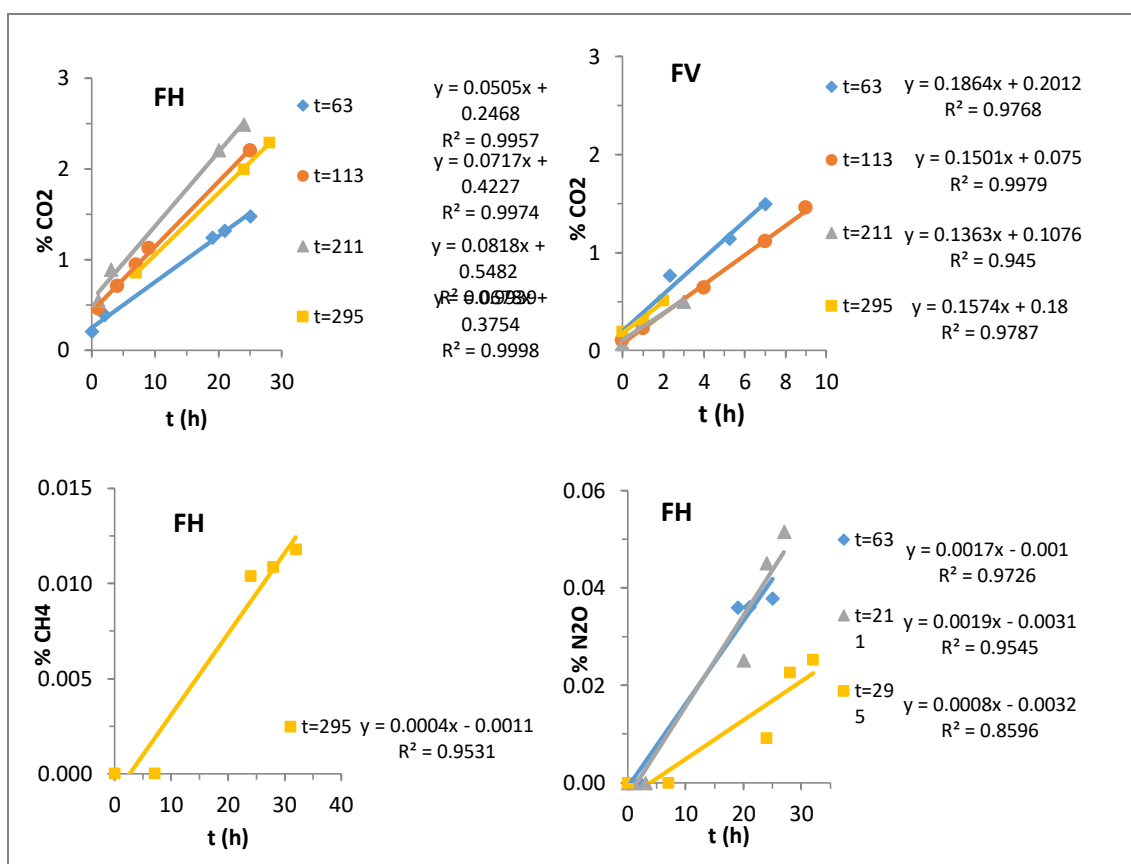 FH
3
2
1
0
0
10
20
30
% CO2
t (h)
t=63
t=113
t=211
t=295
y = 0.0505x +
0.2468
R² = 0.9957
y = 0.0717x +
0.4227
R² = 0.9974
y = 0.0818x +
0.5482
0.3754
R² = 0.9998
FV
3
2
1
0
0
2
4
6
8
10
% CO2
t (h)
t=63
y = 0.1864x + 0.2012
R² = 0.9768
t=113
y = 0.1501x + 0.075
R² = 0.9979
t=211
y = 0.1363x + 0.1076
R² = 0.945
t=295
y = 0.1574x + 0.18
R² = 0.9787
FH
0.015
0.010
0.005
0.000
0
10
20
30
40
% CH4
t (h)
t=295
y = 0.0004x - 0.0011
R² = 0.9531
FH
0.06
0.04
0.02
0.00
0
10
20
30
% N2O
t (h)
t=63
y = 0.0017x - 0.001
R² = 0.9726
t=21
1
y = 0.0019x - 0.0031
R² = 0.9545
t=29
5
y = 0.0008x - 0.0032
R² = 0.8596